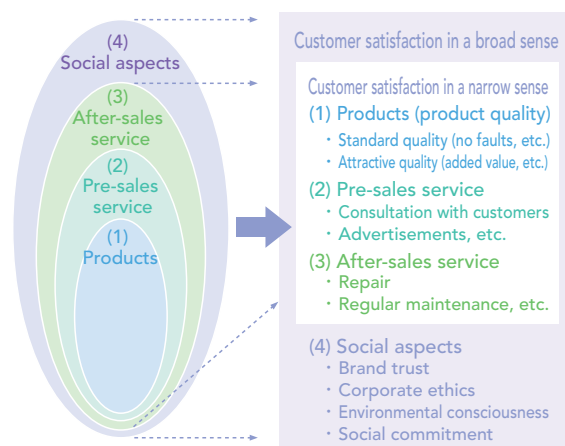 (4)
Social aspects
(3)
After-sales
service
(2)
Pre-sales
service
(1)
Products
Customer satisfaction in a broad sense
Customer satisfaction in a narrow sense
(1) Products (product quality)
・Standard quality (no faults, etc.)
・Attractive quality (added value, etc.)
(2) Pre-sales service
・Consultation with customers
・Advertisements, etc.
(3) After-sales service
・Repair
・Regular maintenance, etc.
(4) Social aspects
・Brand trust
・Corporate ethics
・Environmental consciousness
・Social commitment